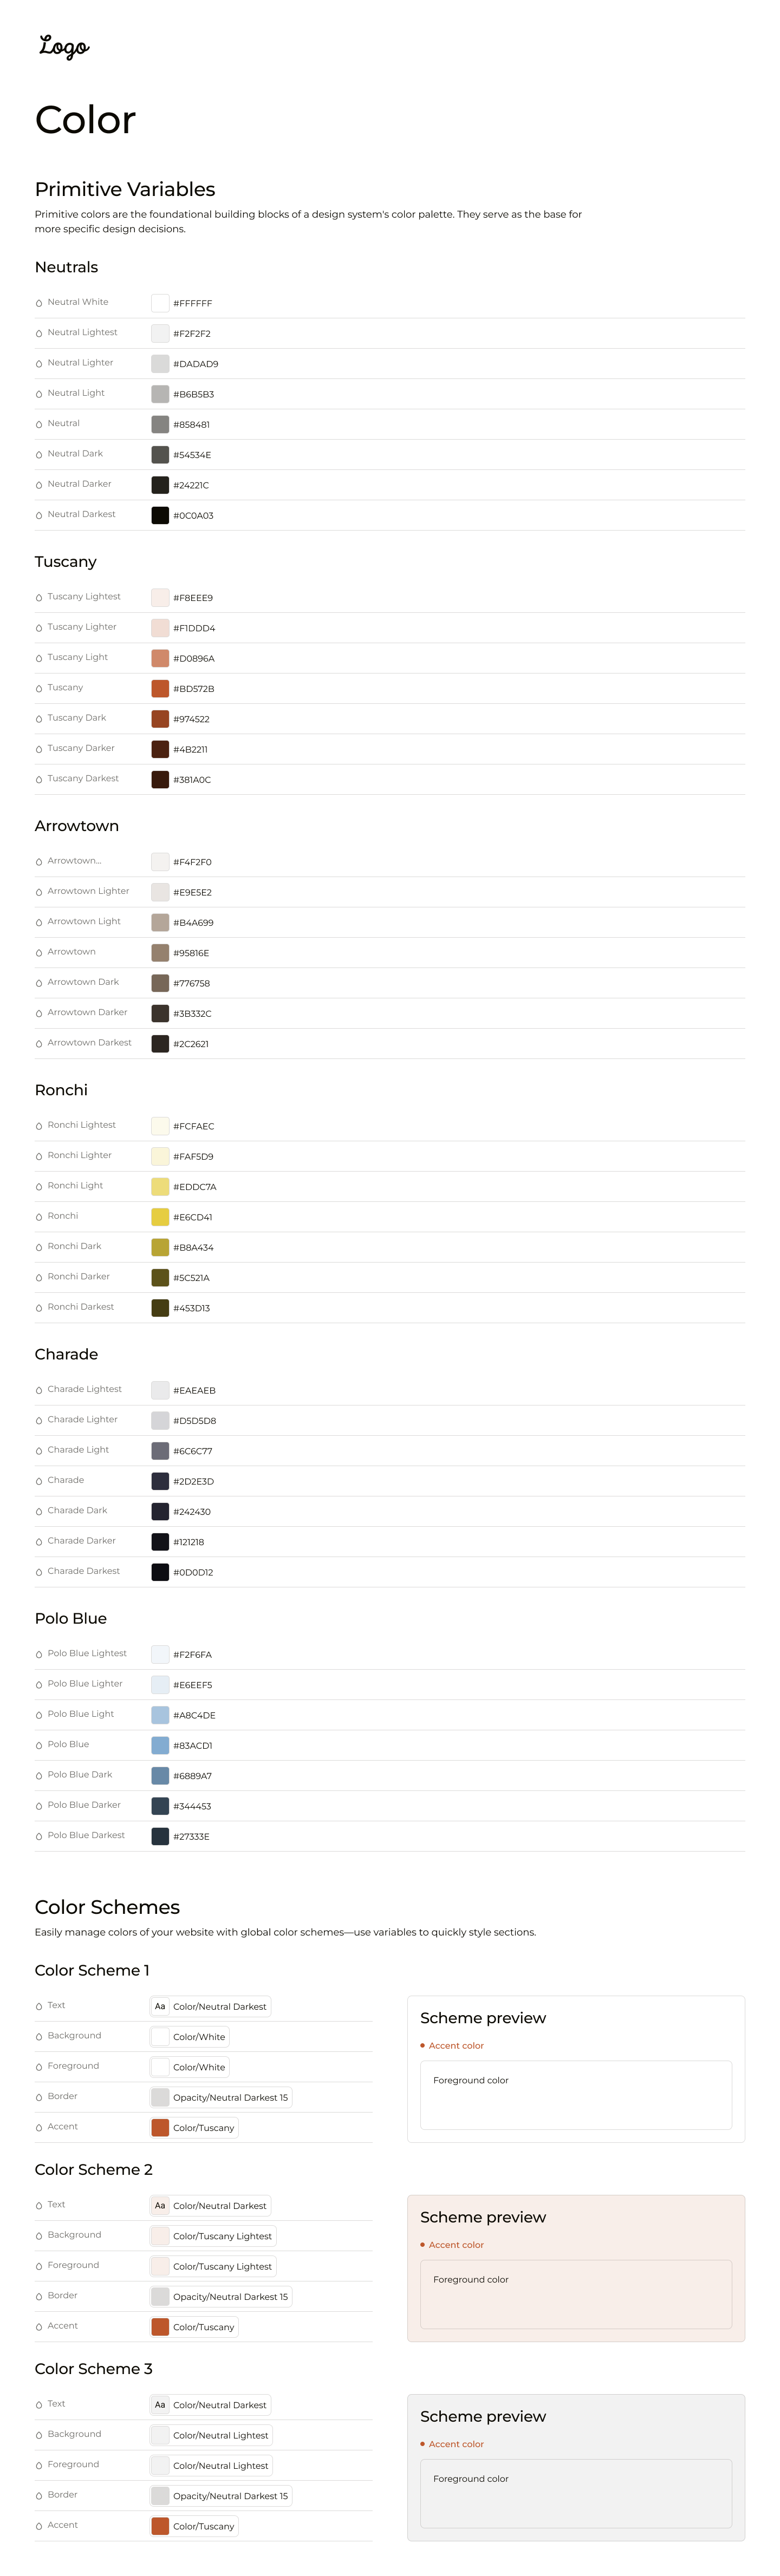 Logo
Color
Primitive Variables
Primitive colors are the foundational building blocks of a design system's color palette. They serve as the base for
more specific design decisions.
Neutrals
Neutral White #FFFFFF
Neutral Lightest #F2F2F2
Neutral Lighter #DADAD9
Neutral Light #B6B5B3
Neutral #858481
Neutral Dark #54534E
Neutral Darker #24221C
Neutral Darkest #0C0A03
Tuscany
Tuscany Lightest #F8EEE9
Tuscany Lighter #F1DDD4
Tuscany Light #D0896A
Tuscany #BD572B
Tuscany Dark #974522
Tuscany Darker #4B2211
Tuscany Darkest #381A0C
Arrowtown
Arrowtown... #F4F2F0
Arrowtown Lighter #E9E5E2
Arrowtown Light #B4A699
Arrowtown #95816E
Arrowtown Dark #776758
Arrowtown Darker #3B332C
Arrowtown Darkest #2C2621
Ronchi
Ronchi Lightest #FCFAEC
Ronchi Lighter #FAF5D9
Ronchi Light #EDDC7A
Ronchi #E6CD41
Ronchi Dark #B8A434
Ronchi Darker #5C521A
Ronchi Darkest #453D13
Charade
Charade Lightest #EAEAEB
Charade Lighter #D5D5D8
Charade Light #6C6C77
Charade #2D2E3D
Charade Dark #242430
Charade Darker #121218
Charade Darkest #0D0D12
Polo Blue
Polo Blue Lightest #F2F6FA
Polo Blue Lighter #E6EEF5
Polo Blue Light #A8C4DE
Polo Blue #83ACD1
Polo Blue Dark #6889A7
Polo Blue Darker #344453
Polo Blue Darkest #27333E
Color Schemes
Easily manage colors of your website with global color schemes—use variables to quickly style sections.
Color Scheme 1
Text Aa Color/Neutral Darkest
Background Color/White
Foreground Color/White
Border Opacity/Neutral Darkest 15
Accent Color/Tuscany
Scheme preview
Accent color
Foreground color
Color Scheme 2
Text Aa Color/Neutral Darkest
Background Color/Tuscany Lightest
Foreground Color/Tuscany Lightest
Border Opacity/Neutral Darkest 15
Accent Color/Tuscany
Scheme preview
Accent color
Foreground color
Color Scheme 3
Text Aa Color/Neutral Darkest
Background Color/Neutral Lightest
Foreground Color/Neutral Lightest
Border Opacity/Neutral Darkest 15
Accent Color/Tuscany
Scheme preview
Accent color
Foreground color